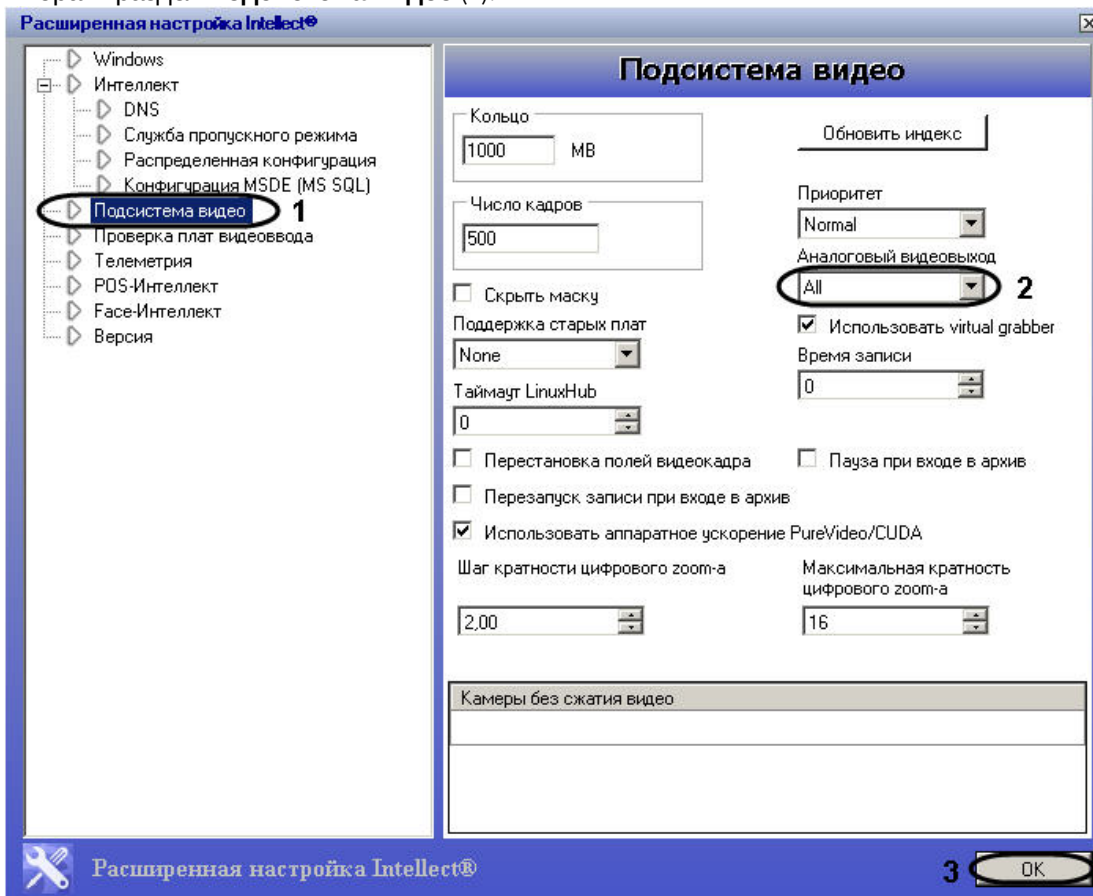 Расширенная настройка Intellect®
Windows
Интеллект
DNS
Служба пропускного режима
Распределенная конфигурация
Конфигурация MSDE (MS SQL)
Подсистема видео 1
Проверка плат видеоввода
Телеметрия
POS-Интеллект
Face-Интеллект
Версия
Подсистема видео
Кольцо
1000 MB
Обновить индекс
Число кадров
500
Приоритет
Normal
Аналоговый видеовыход
All 2
Скрыть маску
Использовать virtual grabber
Поддержка старых плат
None
Время записи
0
Таймаут LinuxHub
0
Перестановка полей видеокадра
Пауза при входе в архив
Перезапуск записи при входе в архив
Использовать аппаратное ускорение PureVideo/CUDA
Шаг кратности цифрового zoom-а
2,00
Максимальная кратность
цифрового zoom-а
16
Камеры без сжатия видео
Расширенная настройка Intellect®
3 OK